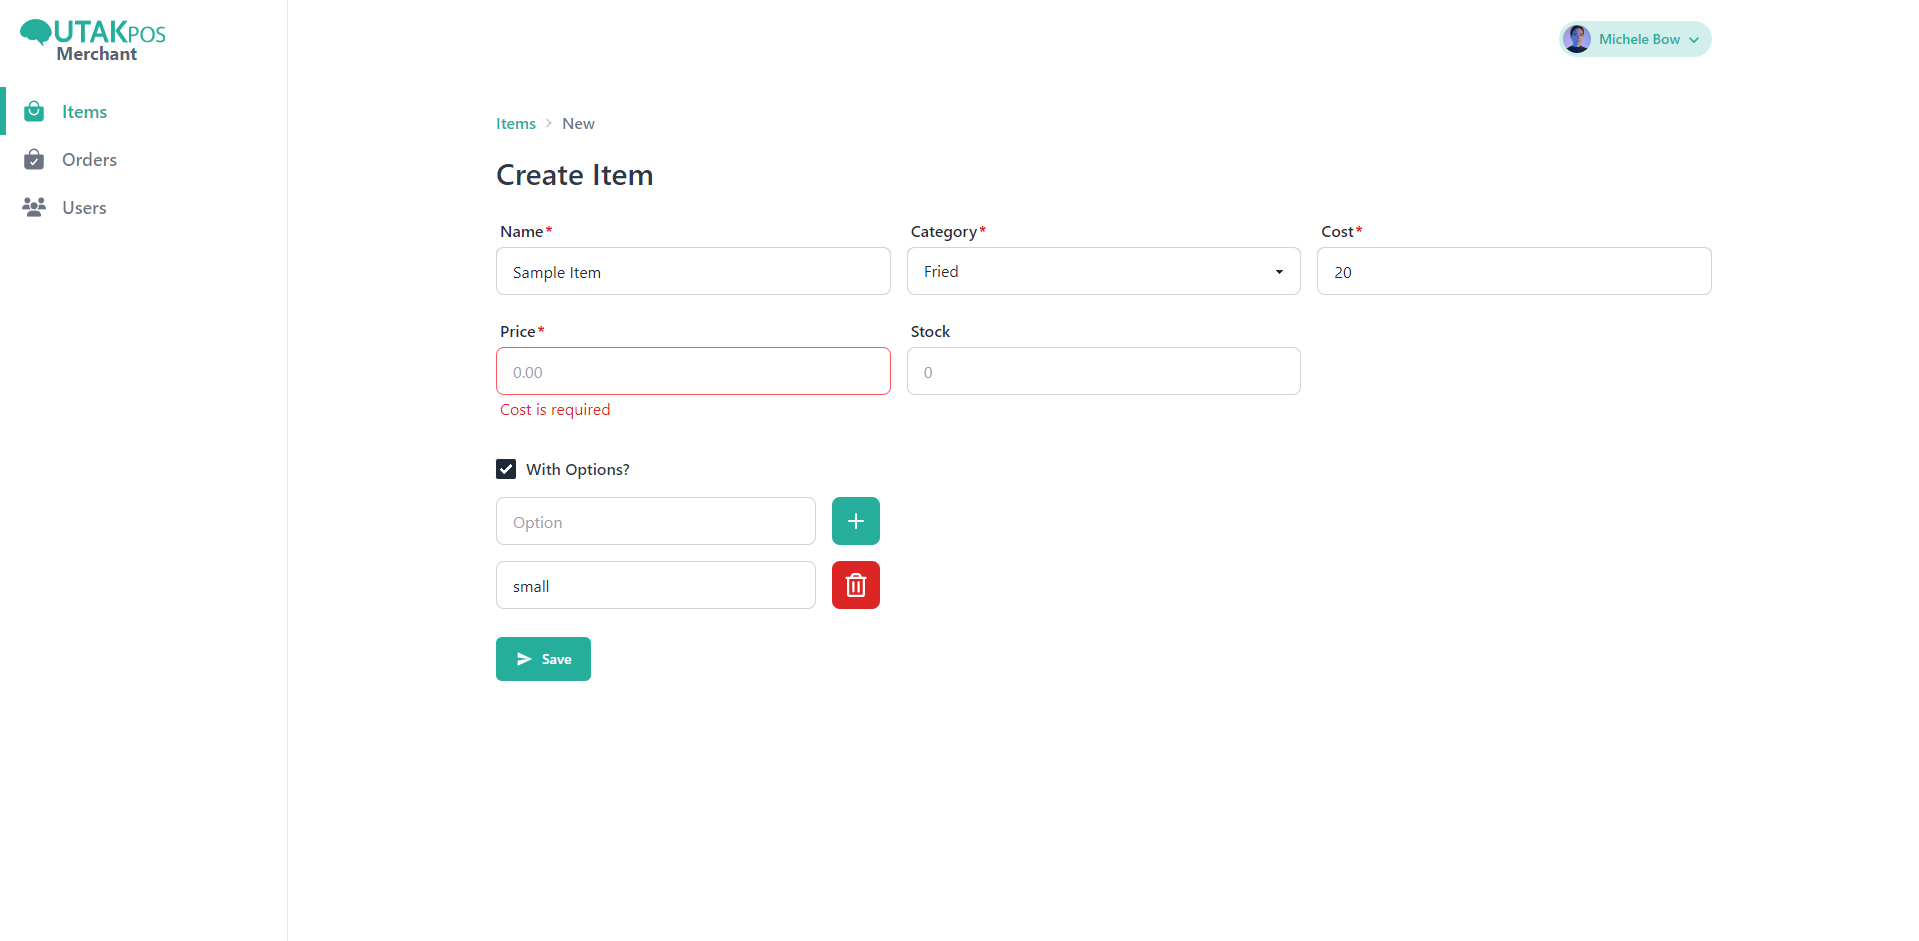 UTAKPOS
Merchant
Michele Bow
Items
Orders
Users
Items > New
Create Item
Name*
Category*
Cost*
Sample Item
Fried
20
Price*
Stock
0.00
0
Cost is required
With Options?
Option
small
Save